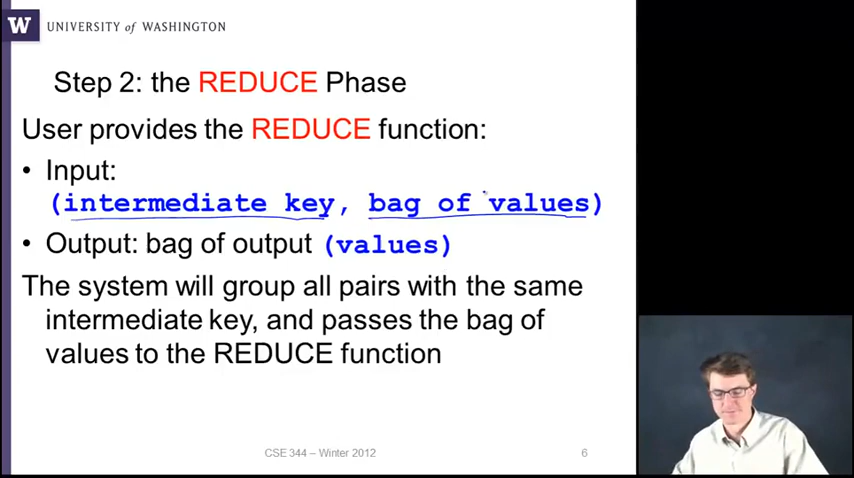 W UNIVERSITY of WASHINGTON
Step 2: the REDUCE Phase
User provides the REDUCE function:
• Input:
(intermediate key, bag of values)
• Output: bag of output (values)
The system will group all pairs with the same
intermediate key, and passes the bag of
values to the REDUCE function
CSE 344 – Winter 2012 6